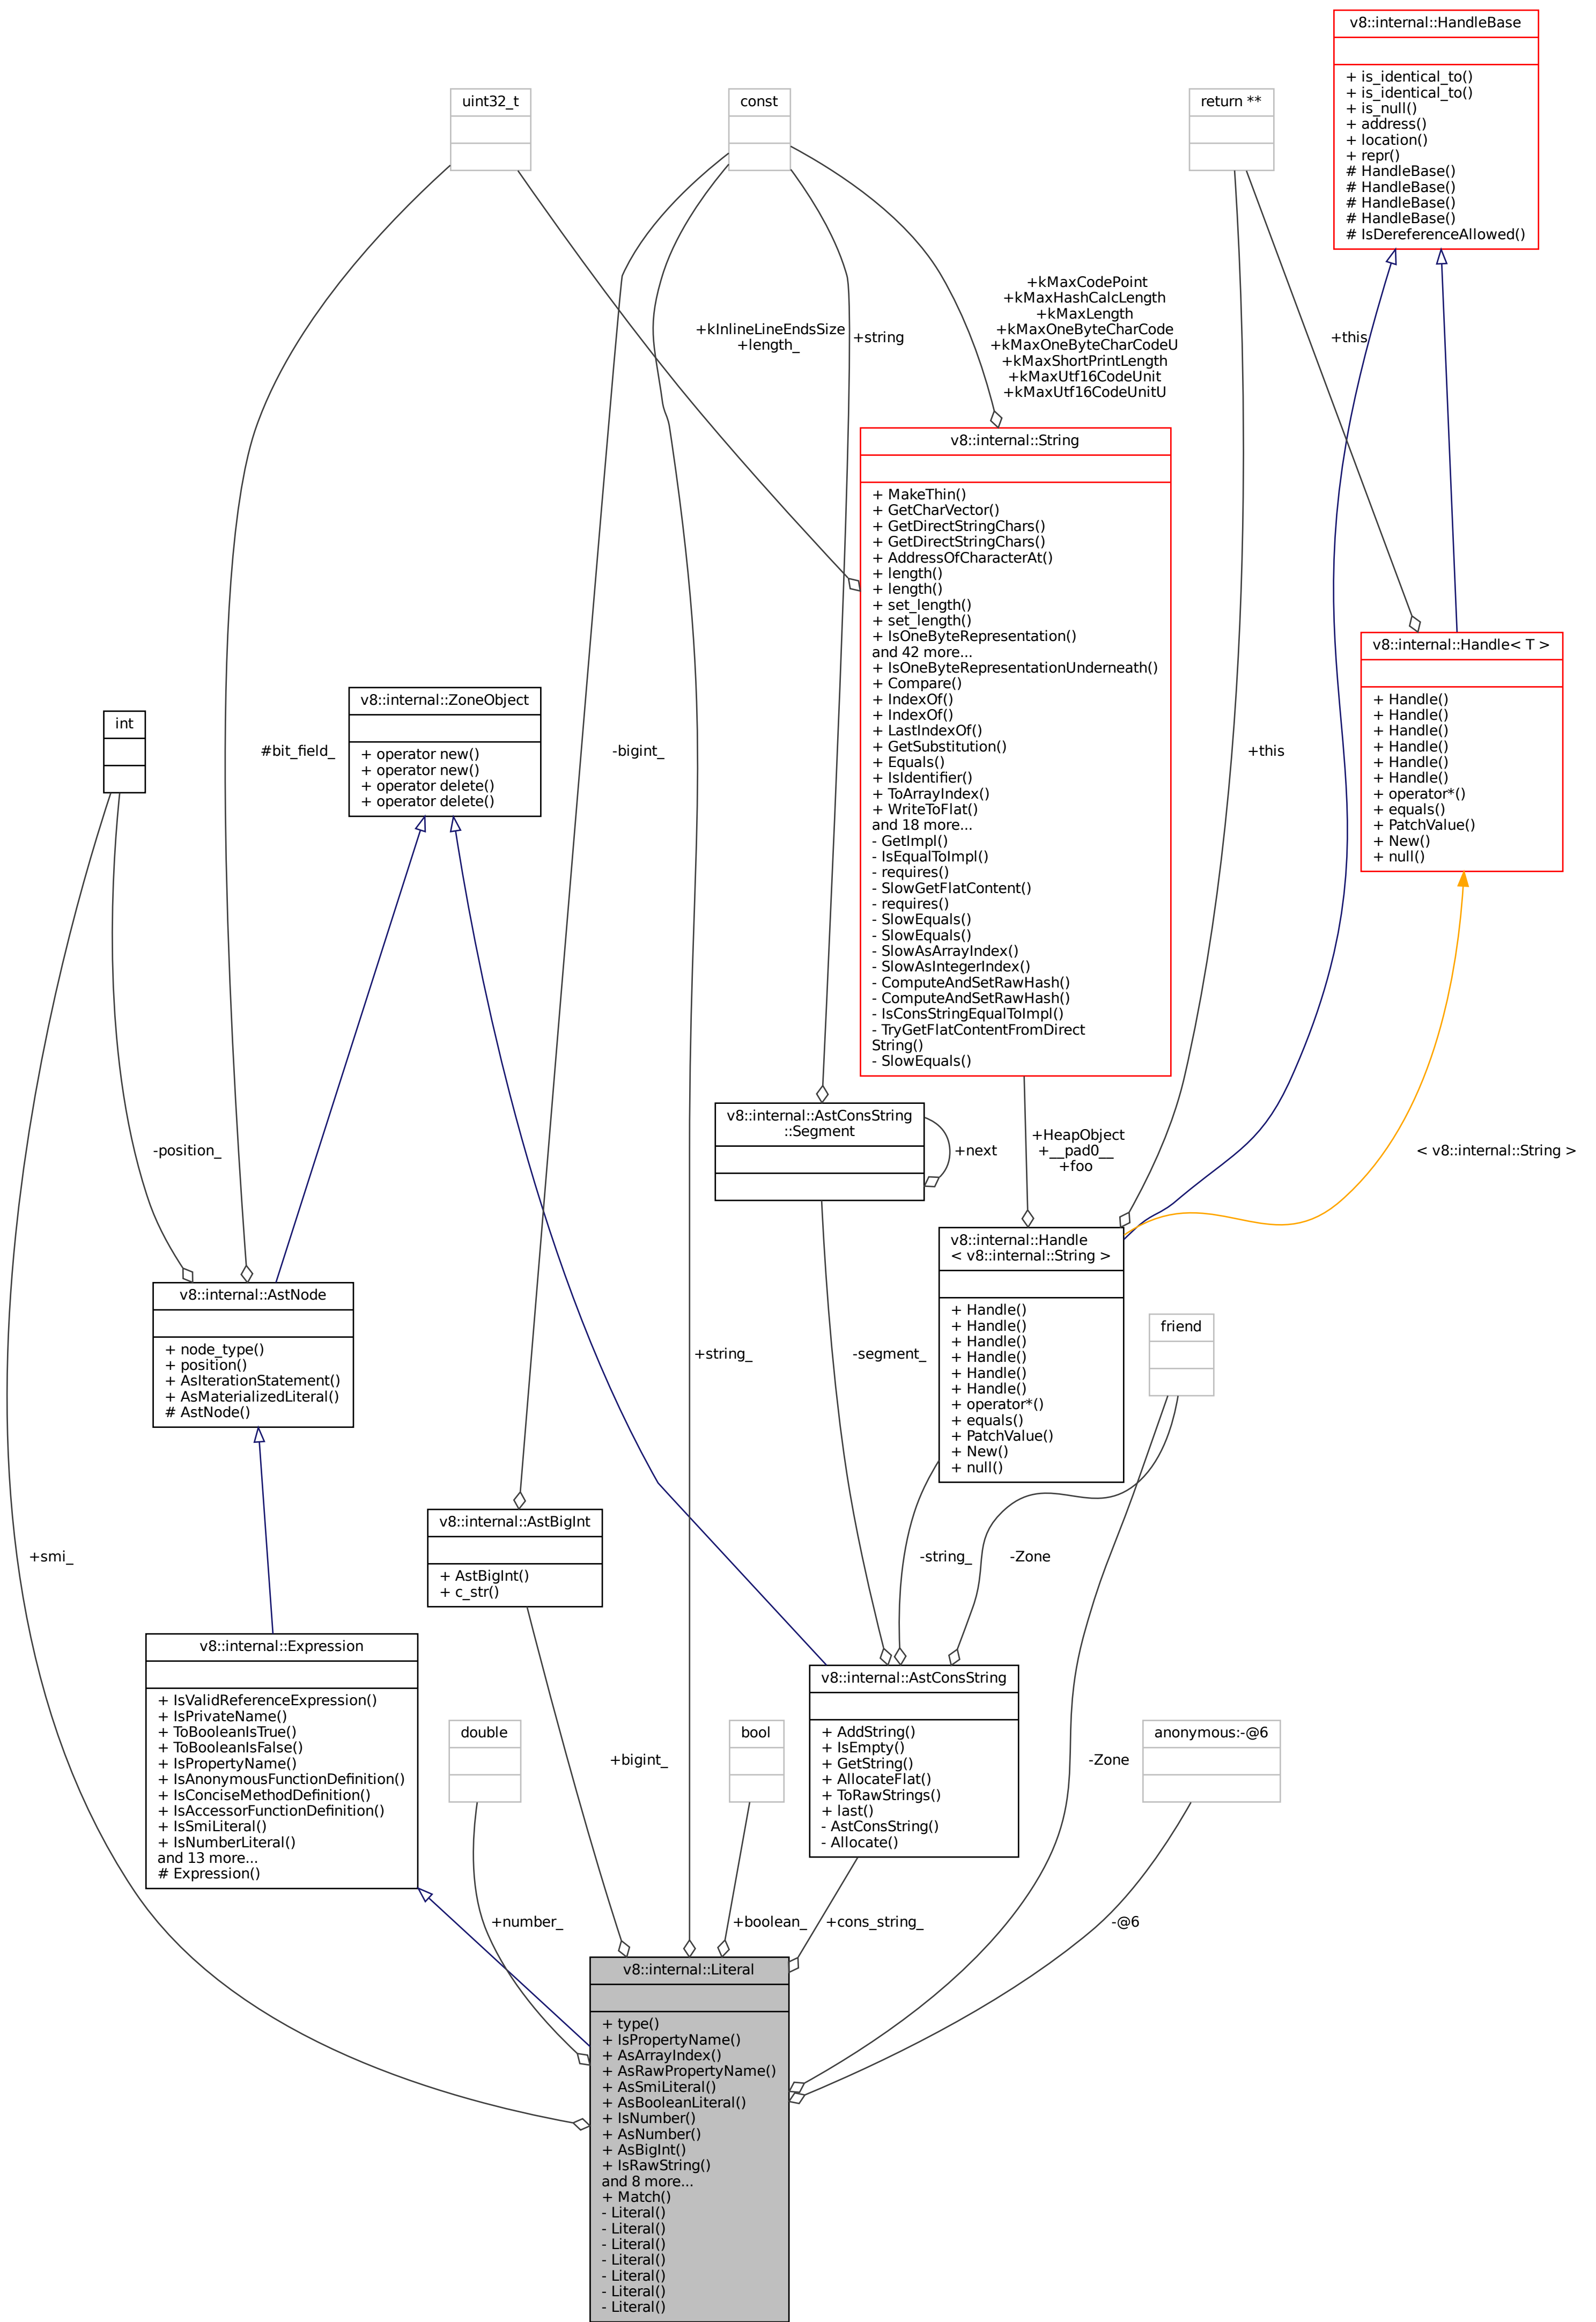 v8::internal::HandleBase
+ is_identical_to()
+ is_identical_to()
+ is_null()
+ address()
+ location()
+ repr()
# HandleBase()
# HandleBase()
# HandleBase()
# HandleBase()
# IsDereferenceAllowed()
uint32_t
const
return **
+kMaxCodePoint
+kMaxHashCalcLength
+kMaxLength
+kMaxOneByteCharCode
+kMaxOneByteCharCodeU
+kMaxShortPrintLength
+kMaxUtf16CodeUnit
+kMaxUtf16CodeUnitU
+kInlineLineEndsSize
+length_
+string
+this
v8::internal::String
+ MakeThin()
+ GetCharVector()
+ GetDirectStringChars()
+ GetDirectStringChars()
+ AddressOfCharacterAt()
+ length()
+ length()
+ set_length()
+ set_length()
+ IsOneByteRepresentation()
and 42 more...
+ IsOneByteRepresentationUnderneath()
+ Compare()
+ IndexOf()
+ IndexOf()
+ LastIndexOf()
+ GetSubstitution()
+ Equals()
+ IsIdentifier()
+ ToArrayIndex()
+ WriteToFlat()
and 18 more...
- GetImpl()
- IsEqualToImpl()
- requires()
- SlowGetFlatContent()
- requires()
- SlowEquals()
- SlowEquals()
- SlowAsArrayIndex()
- SlowAsIntegerIndex()
- ComputeAndSetRawHash()
- ComputeAndSetRawHash()
- IsConsStringEqualToImpl()
- TryGetFlatContentFromDirect
String()
- SlowEquals()
v8::internal::Handle< T >
+ Handle()
+ Handle()
+ Handle()
+ Handle()
+ Handle()
+ Handle()
+ operator*()
+ equals()
+ PatchValue()
+ New()
+ null()
v8::internal::ZoneObject
+ operator new()
+ operator new()
+ operator delete()
+ operator delete()
int
#bit_field_
-bigint_
+this
-position_
v8::internal::AstConsString
::Segment
+next
+HeapObject
+__pad0__
+foo
< v8::internal::String >
v8::internal::Handle
< v8::internal::String >
+ Handle()
+ Handle()
+ Handle()
+ Handle()
+ Handle()
+ Handle()
+ operator*()
+ equals()
+ PatchValue()
+ New()
+ null()
v8::internal::AstNode
+ node_type()
+ position()
+ AsIterationStatement()
+ AsMaterializedLiteral()
# AstNode()
friend
+string_
-segment_
v8::internal::AstBigInt
+ AstBigInt()
+ c_str()
+smi_
-string_
-Zone
v8::internal::Expression
+ IsValidReferenceExpression()
+ IsPrivateName()
+ ToBooleanIsTrue()
+ ToBooleanIsFalse()
+ IsPropertyName()
+ IsAnonymousFunctionDefinition()
+ IsConciseMethodDefinition()
+ IsAccessorFunctionDefinition()
+ IsSmiLiteral()
+ IsNumberLiteral()
and 13 more...
# Expression()
v8::internal::AstConsString
+ AddString()
+ IsEmpty()
+ GetString()
+ AllocateFlat()
+ ToRawStrings()
+ last()
- AstConsString()
- Allocate()
double
+bigint_
bool
-Zone
anonymous:-@6
+number_
+boolean_
+cons_string_
-@6
v8::internal::Literal
+ type()
+ IsPropertyName()
+ AsArrayIndex()
+ AsRawPropertyName()
+ AsSmiLiteral()
+ AsBooleanLiteral()
+ IsNumber()
+ AsNumber()
+ AsBigInt()
+ IsRawString()
and 8 more...
+ Match()
- Literal()
- Literal()
- Literal()
- Literal()
- Literal()
- Literal()
- Literal()